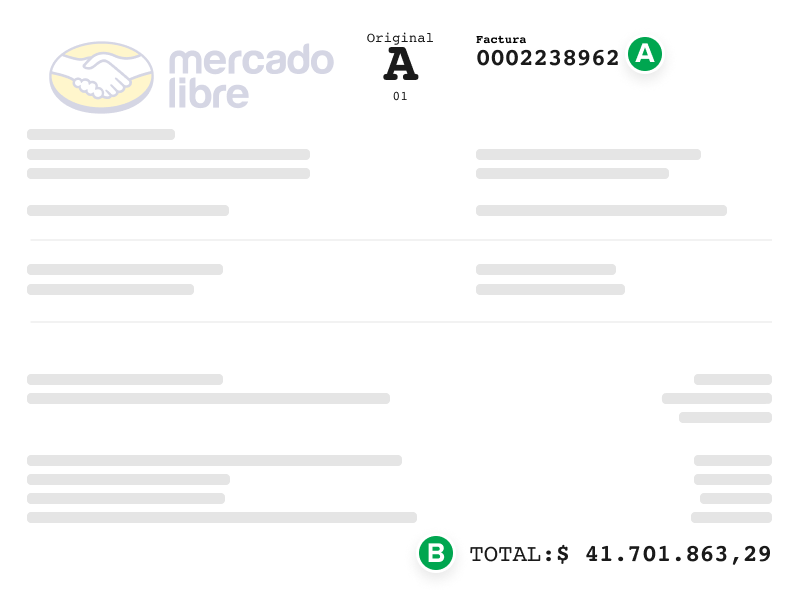 mercado
libre
Original
A
01
Factura
0002238962 A
B TOTAL:$ 41.701.863,29